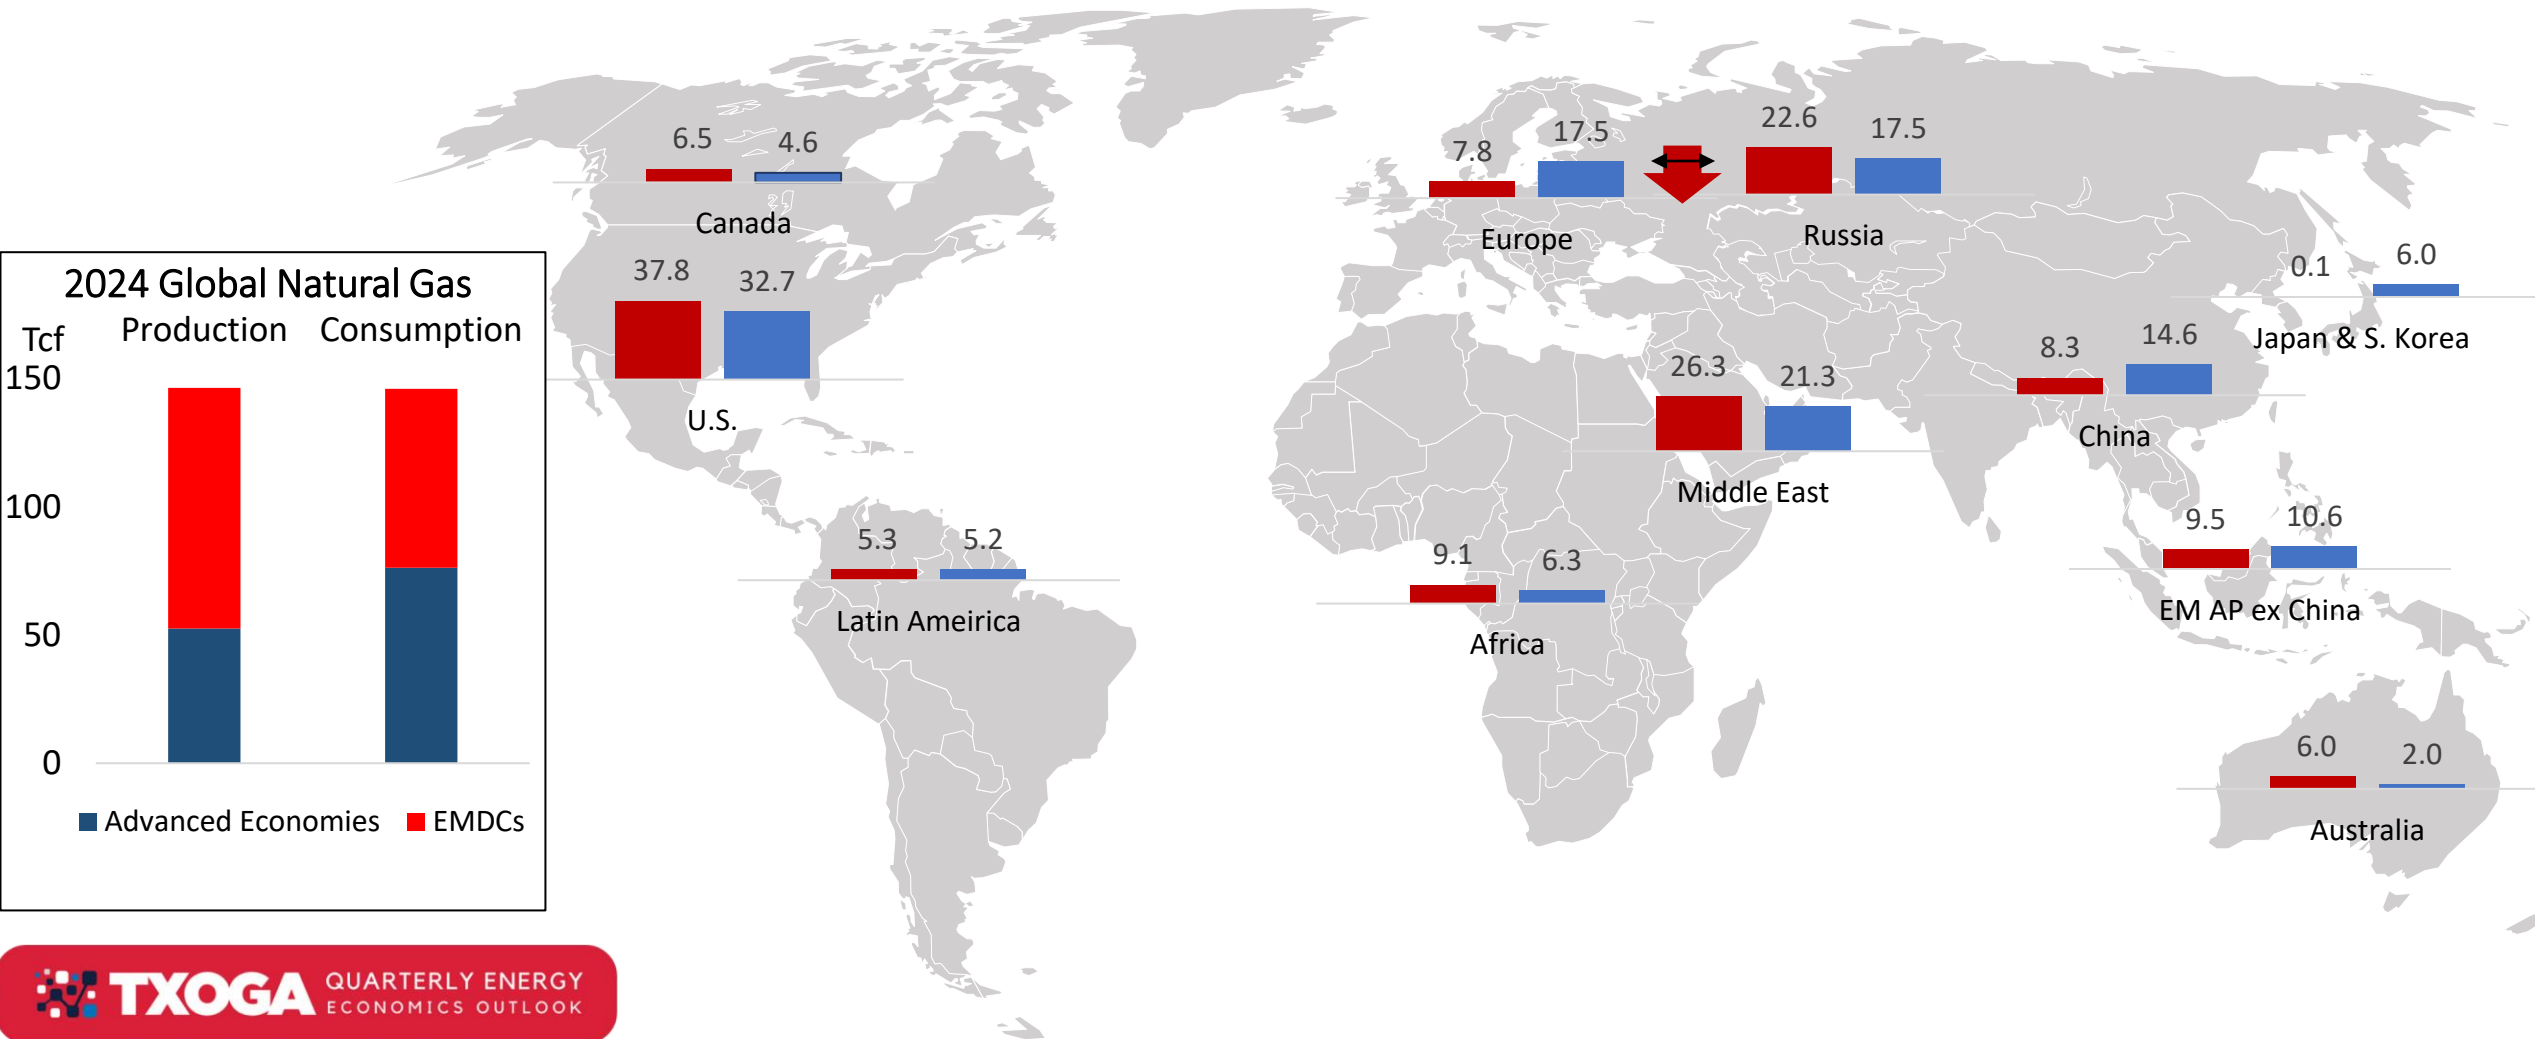 6.5
4.6
Canada
37.8
32.7
U.S.
2024 Global Natural Gas
Production
Consumption
Tcf
150
100
50
0
Advanced Economies
EMDCs
5.3
5.2
Latin Ameirica
7.8
17.5
Europe
22.6
17.5
Russia
26.3
21.3
Middle East
9.1
6.3
Africa
0.1
6.0
Japan & S. Korea
8.3
14.6
China
9.5
10.6
EM AP ex China
6.0
2.0
Australia
TXOGA
QUARTERLY ENERGY
ECONOMICS OUTLOOK